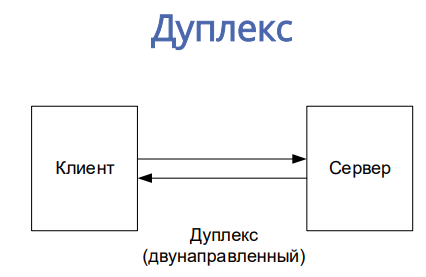 Дуплекс
Клиент
Сервер
Дуплекс
(двунаправленный)